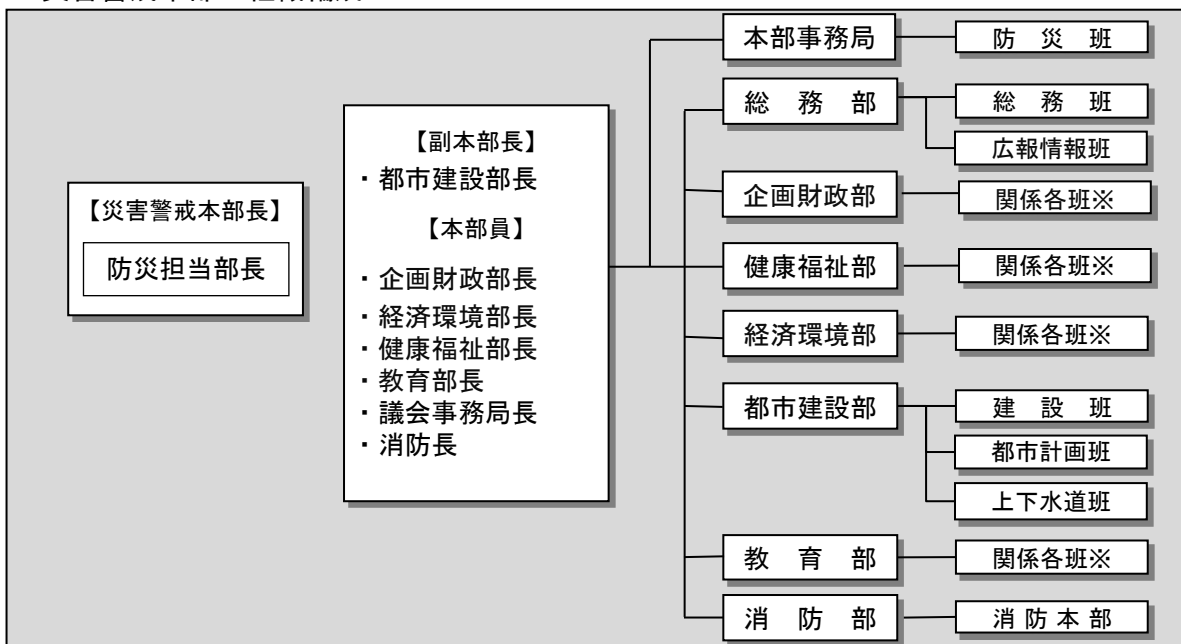 【災害警戒本部長】
防災担当部長
【副本部長】
・都市建設部長
【本部員】
・企画財政部長
・経済環境部長
・健康福祉部長
・教育部長
・議会事務局長
・消防長
本部事務局
防 災 班
総 務 部
総 務 班
広報情報班
企画財政部
関係各班※
健康福祉部
関係各班※
経済環境部
関係各班※
都市建設部
建 設 班
都市計画班
上下水道班
教 育 部
関係各班※
消 防 部
消 防 本 部